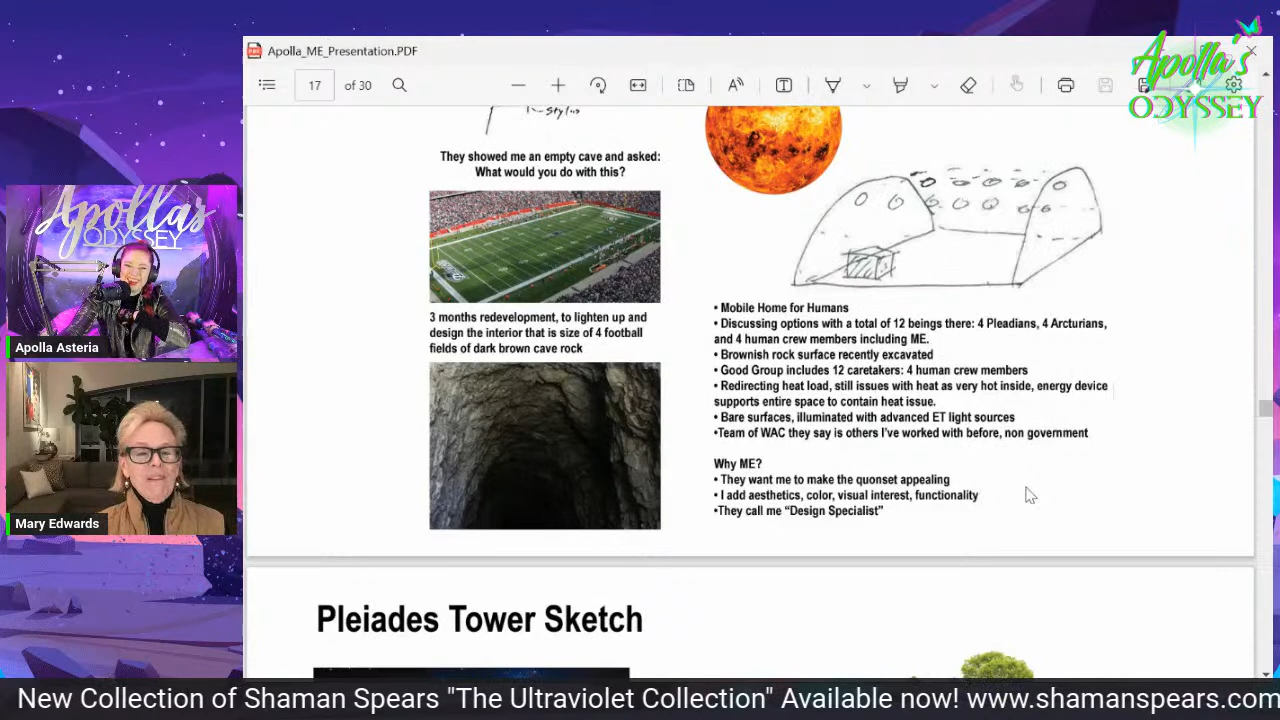 Apolla_ME_Presentation.PDF
17 of 30
Apolla's
ODYSSEY
They showed me an empty cave and asked:
What would you do with this?
3 months redevelopment, to lighten up and
design the interior that is size of 4 football
fields of dark brown cave rock
• Mobile Home for Humans
• Discussing options with a total of 12 beings there: 4 Pleadians, 4 Arcturians,
and 4 human crew members including ME.
• Brownish rock surface recently excavated
• Good Group includes 12 caretakers: 4 human crew members
• Redirecting heat load, still issues with heat as very hot inside, energy device
supports entire space to contain heat issue.
• Bare surfaces, illuminated with advanced ET light sources
•Team of WAC they say is others I've worked with before, non government
Why ME?
• They want me to make the quonset appealing
• I add aesthetics, color, visual interest, functionality
•They call me “Design Specialist”
Pleiades Tower Sketch
Apollas
ODYSSEY
Apolla Asteria
Mary Edwards
New Collection of Shaman Spears "The Ultraviolet Collection" Available now! www.shamanspears.com